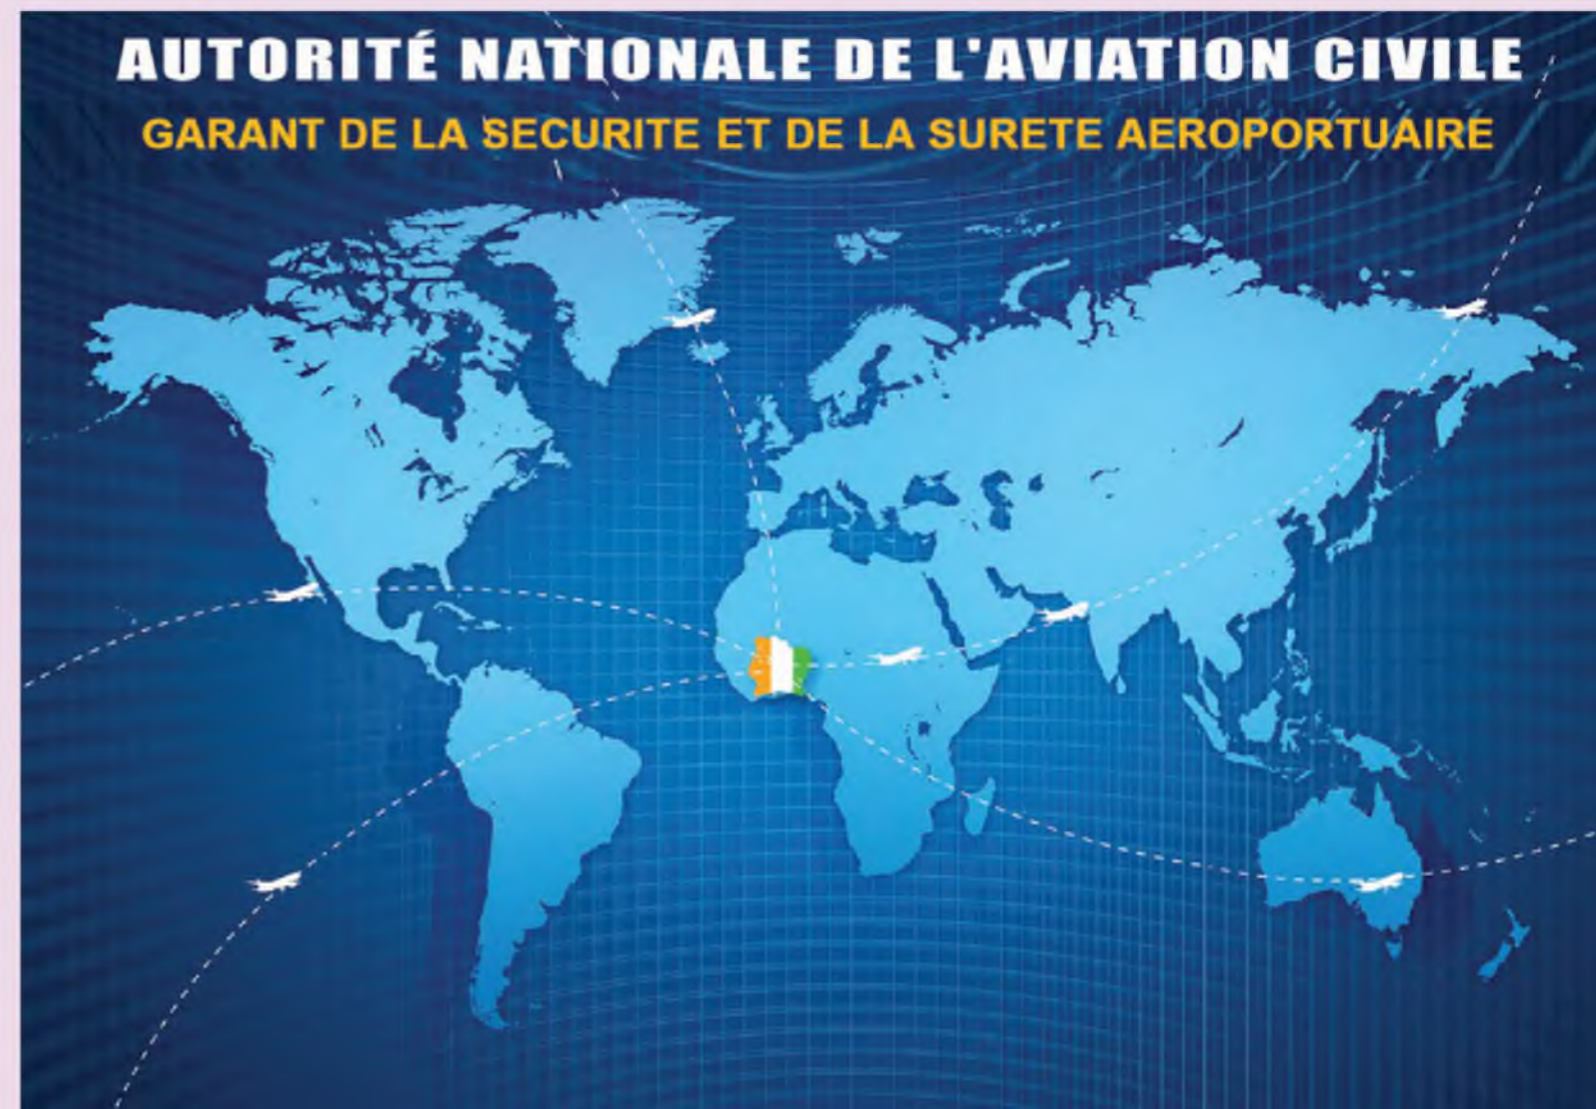 AUTORITÉ NATIONALE DE L'AVIATION CIVILE
GARANT DE LA SECURITE ET DE LA SURETE AEROPORTUAIRE